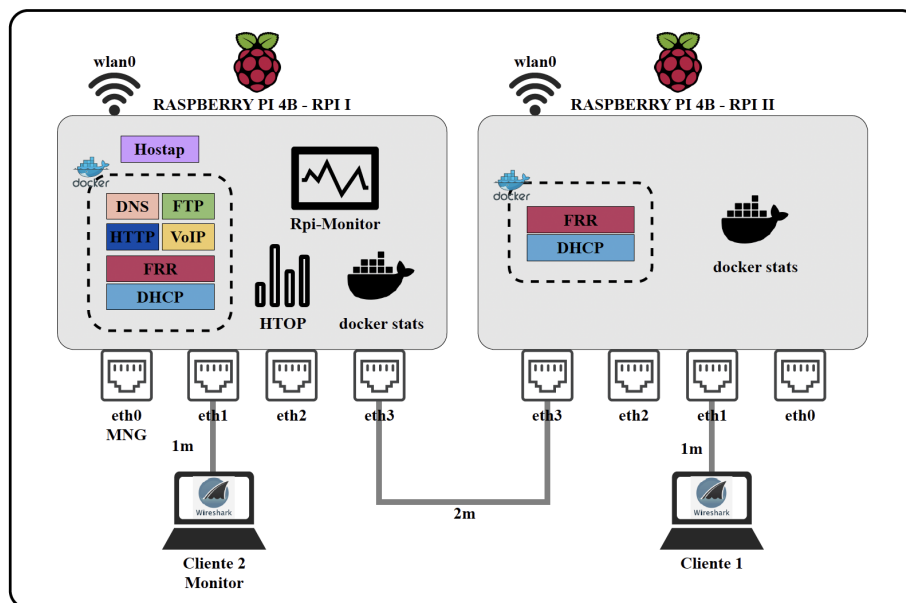 wlan0
RASPBERRY PI 4B - RPI I
Hostap
docker
DNS
FTP
HTTP
VoIP
FRR
DHCP
Rpi-Monitor
HTOP
docker stats
eth0
MNG
eth1
eth2
eth3
1m
Wireshark
Cliente 2
Monitor
2m
wlan0
RASPBERRY PI 4B - RPI II
docker
FRR
DHCP
docker stats
eth3
eth2
eth1
eth0
1m
Wireshark
Cliente 1